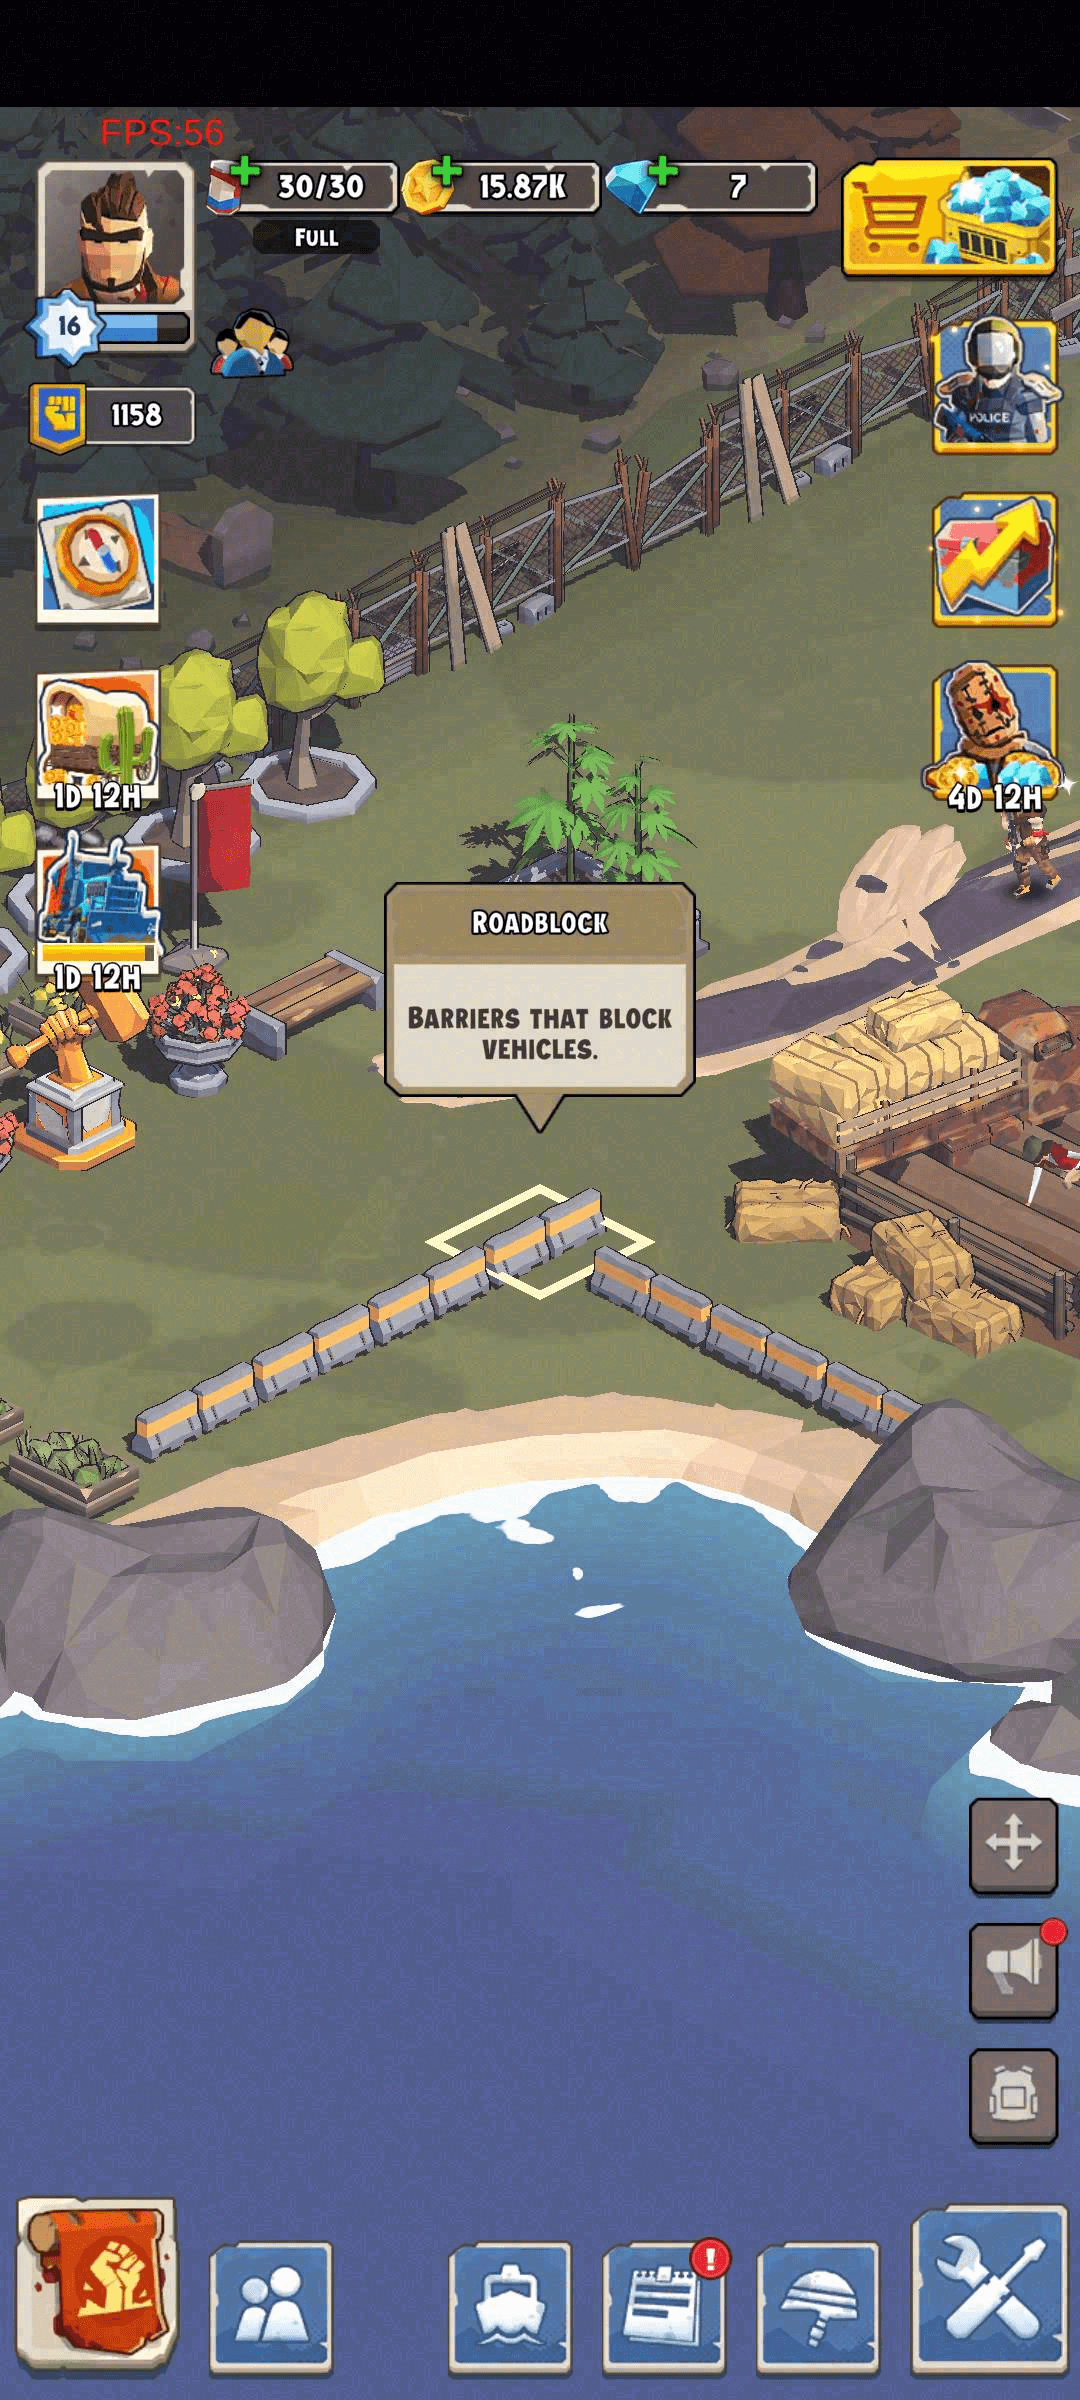 FPS:56
30/30
15.87K
7
FULL
16
1158
POLICE
1D 12H
4D 12H
1D 12H
ROADBLOCK
BARRIERS THAT BLOCK
VEHICLES.
!